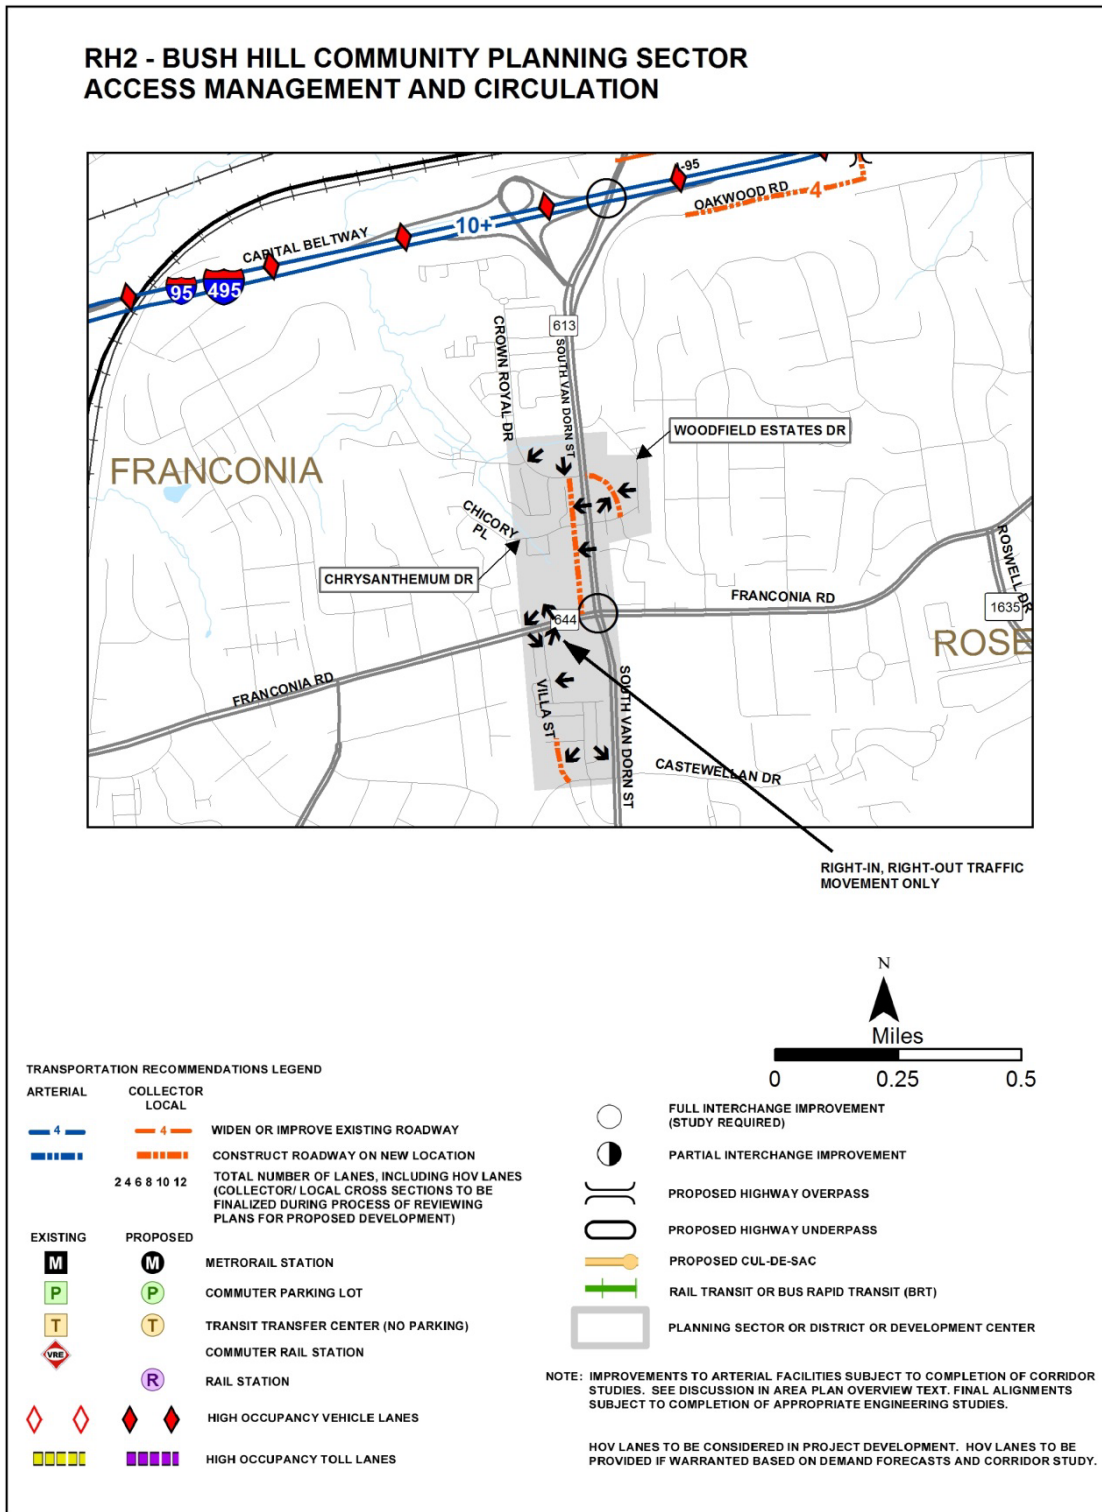 RH2 - BUSH HILL COMMUNITY PLANNING SECTOR
ACCESS MANAGEMENT AND CIRCULATION
-95
OAKWOOD RD
4
10+
CAPITAL BELTWAY
95
495
CROWN ROYAL DR
613
SOUTH VAN DORN ST
WOODFIELD ESTATES DR
FRANCONIA
CHICORY
PL
CHRYSANTHEMUM DR
FRANCONIA RD
ROSWELL DR
1635
644
ROSE
FRANCONIA RD
VILLA ST
SOUTH VAN DORN ST
CASTEWELLAN DR
RIGHT-IN, RIGHT-OUT TRAFFIC
MOVEMENT ONLY
N
Miles
0 0.25 0.5
TRANSPORTATION RECOMMENDATIONS LEGEND
ARTERIAL COLLECTOR
LOCAL
4 4 WIDEN OR IMPROVE EXISTING ROADWAY
CONSTRUCT ROADWAY ON NEW LOCATION
2 4 6 8 10 12 TOTAL NUMBER OF LANES, INCLUDING HOV LANES
(COLLECTOR/ LOCAL CROSS SECTIONS TO BE
FINALIZED DURING PROCESS OF REVIEWING
PLANS FOR PROPOSED DEVELOPMENT)
EXISTING PROPOSED
M M METRORAIL STATION
P P COMMUTER PARKING LOT
T T TRANSIT TRANSFER CENTER (NO PARKING)
VRE COMMUTER RAIL STATION
R RAIL STATION
HIGH OCCUPANCY VEHICLE LANES
HIGH OCCUPANCY TOLL LANES
FULL INTERCHANGE IMPROVEMENT
(STUDY REQUIRED)
PARTIAL INTERCHANGE IMPROVEMENT
PROPOSED HIGHWAY OVERPASS
PROPOSED HIGHWAY UNDERPASS
PROPOSED CUL-DE-SAC
RAIL TRANSIT OR BUS RAPID TRANSIT (BRT)
PLANNING SECTOR OR DISTRICT OR DEVELOPMENT CENTER
NOTE: IMPROVEMENTS TO ARTERIAL FACILITIES SUBJECT TO COMPLETION OF CORRIDOR
STUDIES. SEE DISCUSSION IN AREA PLAN OVERVIEW TEXT. FINAL ALIGNMENTS
SUBJECT TO COMPLETION OF APPROPRIATE ENGINEERING STUDIES.
HOV LANES TO BE CONSIDERED IN PROJECT DEVELOPMENT. HOV LANES TO BE
PROVIDED IF WARRANTED BASED ON DEMAND FORECASTS AND CORRIDOR STUDY.